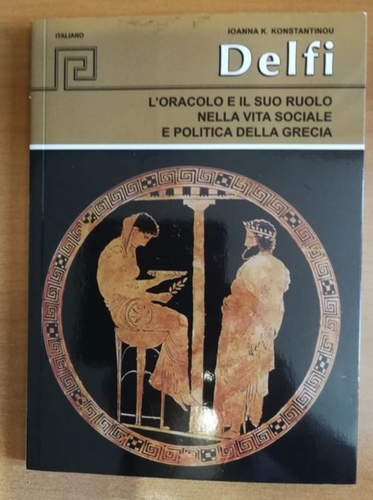 ITALIANO
IOANNA K. KONSTANTINOU
Delfi
L'ORACOLO E IL SUO RUOLO
NELLA VITA SOCIALE
E POLITICA DELLA GRECIA